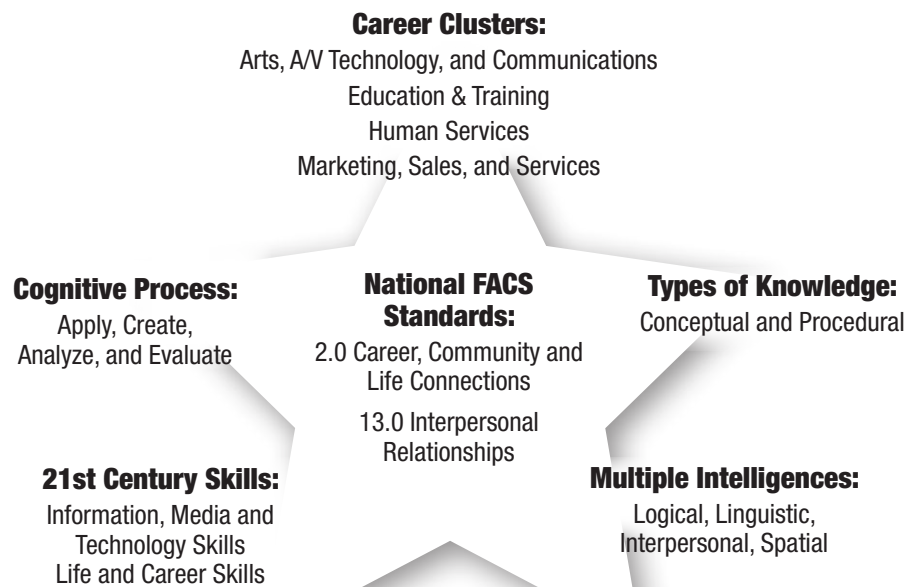 Career Clusters:
Arts, A/V Technology, and Communications
Education & Training
Human Services
Marketing, Sales, and Services
Cognitive Process:
Apply, Create,
Analyze, and Evaluate
National FACS
Standards:
2.0 Career, Community and
Life Connections
13.0 Interpersonal
Relationships
Types of Knowledge:
Conceptual and Procedural
21st Century Skills:
Information, Media and
Technology Skills
Life and Career Skills
Multiple Intelligences:
Logical, Linguistic,
Interpersonal, Spatial